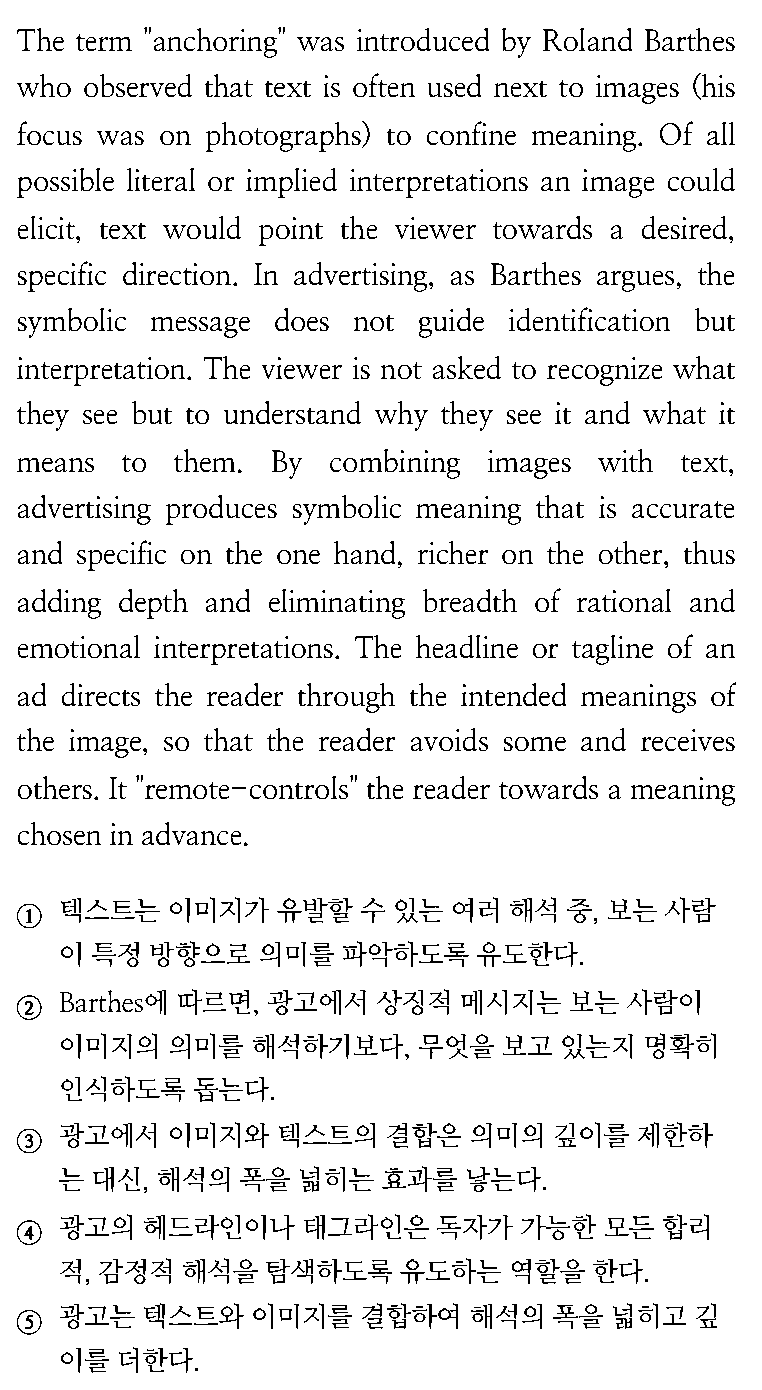 The term "anchoring" was introduced by Roland Barthes
who observed that text is often used next to images (his
focus was on photographs) to confine meaning. Of all
possible literal or implied interpretations an image could
elicit, text would point the viewer towards a desired,
specific direction. In advertising, as Barthes argues, the
symbolic message does not guide identification but
interpretation. The viewer is not asked to recognize what
they see but to understand why they see it and what it
means to them. By combining images with text,
advertising produces symbolic meaning that is accurate
and specific on the one hand, richer on the other, thus
adding depth and eliminating breadth of rational and
emotional interpretations. The headline or tagline of an
ad directs the reader through the intended meanings of
the image, so that the reader avoids some and receives
others. It "remote-controls" the reader towards a meaning
chosen in advance.
① 텍스트는 이미지가 유발할 수 있는 여러 해석 중, 보는 사람
이 특정 방향으로 의미를 파악하도록 유도한다.
② Barthes에 따르면, 광고에서 상징적 메시지는 보는 사람이
이미지의 의미를 해석하기보다, 무엇을 보고 있는지 명확히
인식하도록 돕는다.
③ 광고에서 이미지와 텍스트의 결합은 의미의 깊이를 제한하
는 대신, 해석의 폭을 넓히는 효과를 낳는다.
④ 광고의 헤드라인이나 태그라인은 독자가 가능한 모든 합리
적, 감정적 해석을 탐색하도록 유도하는 역할을 한다.
⑤ 광고는 텍스트와 이미지를 결합하여 해석의 폭을 넓히고 깊
이를 더한다.